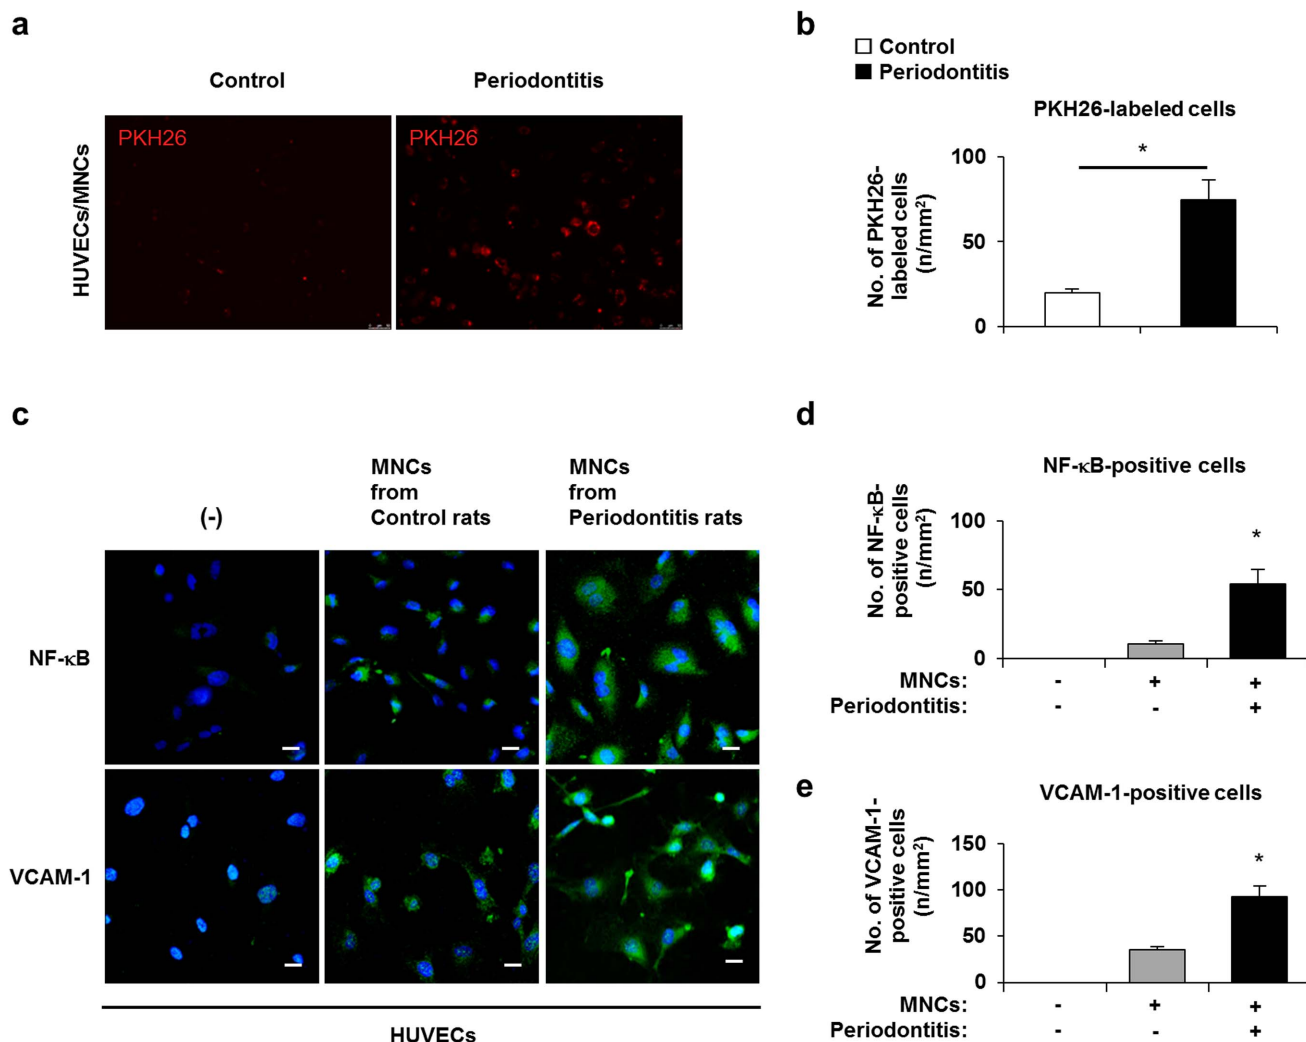 a
Control
Periodontitis
HUVECs/MNCs
PKH26
PKH26
b
Control
Periodontitis
PKH26-labeled cells
No. of PKH26-
labeled cells
(n/mm²)
100
50
0
*
c
(-)
MNCs
from
Control rats
MNCs
from
Periodontitis rats
NF-κB
VCAM-1
HUVECs
d
NF-κB-positive cells
No. of NF-κB-
positive cells
(n/mm²)
100
50
0
*
MNCs: - + +
Periodontitis: - - +
e
VCAM-1-positive cells
No. of VCAM-1-
positive cells
(n/mm²)
150
100
50
0
*
MNCs: - + +
Periodontitis: - - +